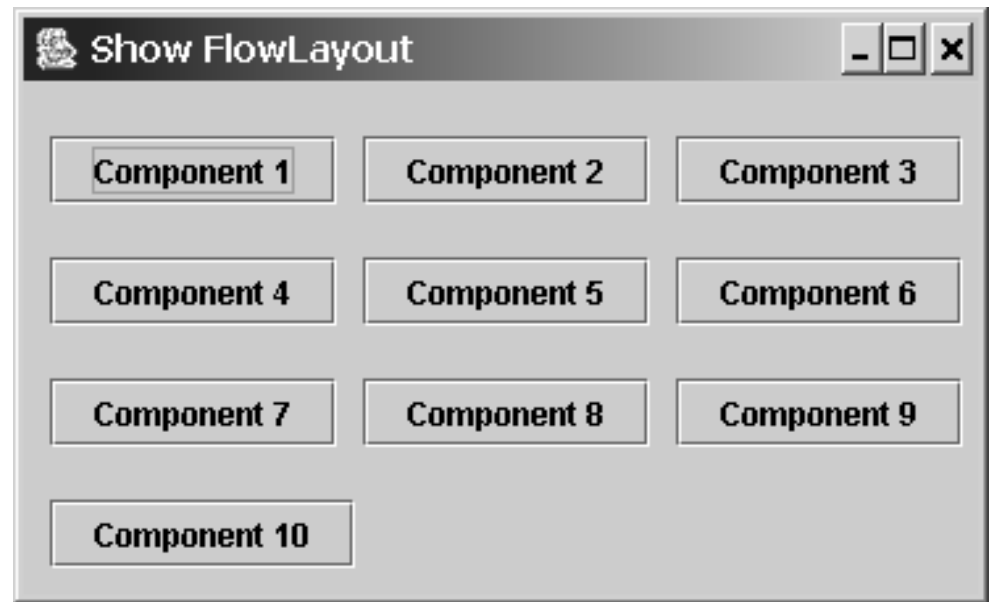 Show FlowLayout
Component 1 Component 2 Component 3
Component 4 Component 5 Component 6
Component 7 Component 8 Component 9
Component 10